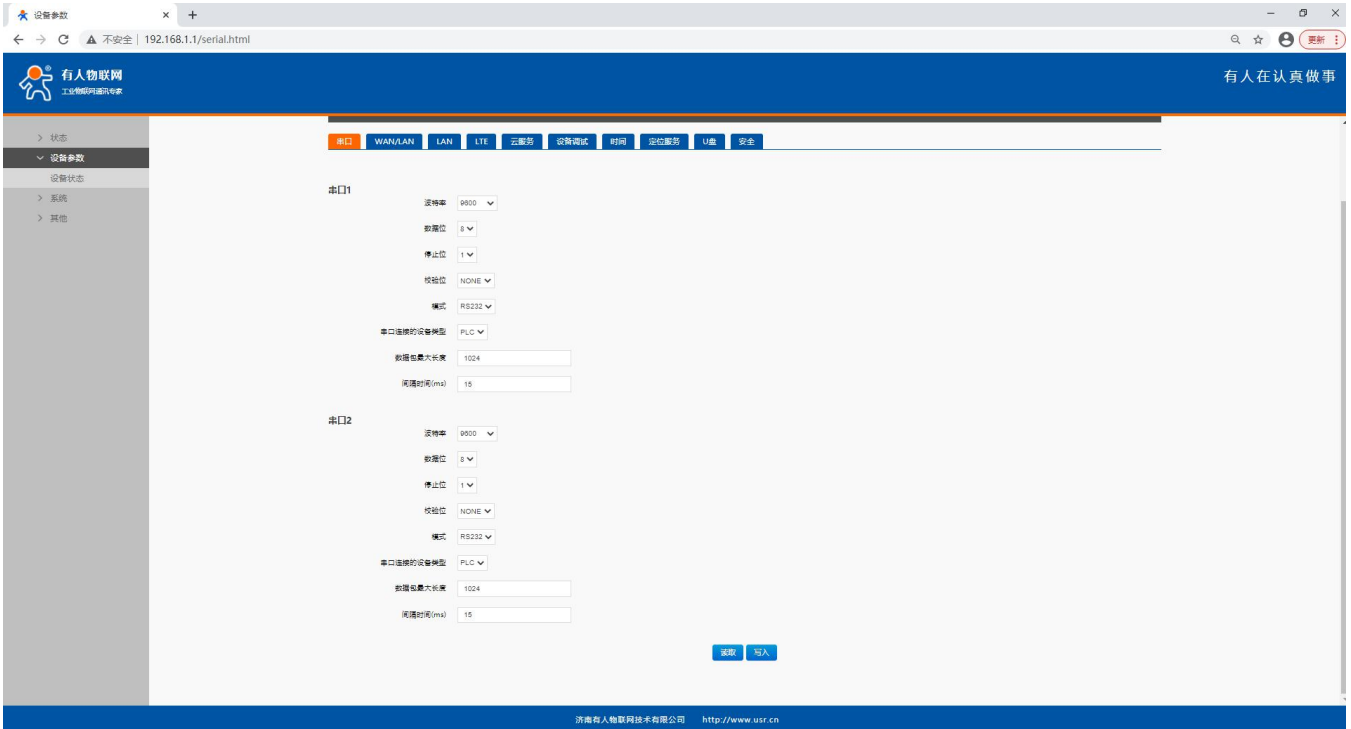 设备参数
不安全 192.168.1.1/serial.html
更新
有人物联网
工业物联网通讯专家
有人在认真做事
状态
设备参数
设备状态
系统
其他
串口 WAN/LAN LAN LTE 云服务 设备调试 时间 定位服务 U盘 安全
串口1
波特率 9600
数据位 8
停止位 1
校验位 NONE
模式 RS232
串口连接的设备类型 PLC
数据包最大长度 1024
间隔时间(ms) 15
串口2
波特率 9600
数据位 8
停止位 1
校验位 NONE
模式 RS232
串口连接的设备类型 PLC
数据包最大长度 1024
间隔时间(ms) 15
读取 写入
济南有人物联网技术有限公司 http://www.usr.cn